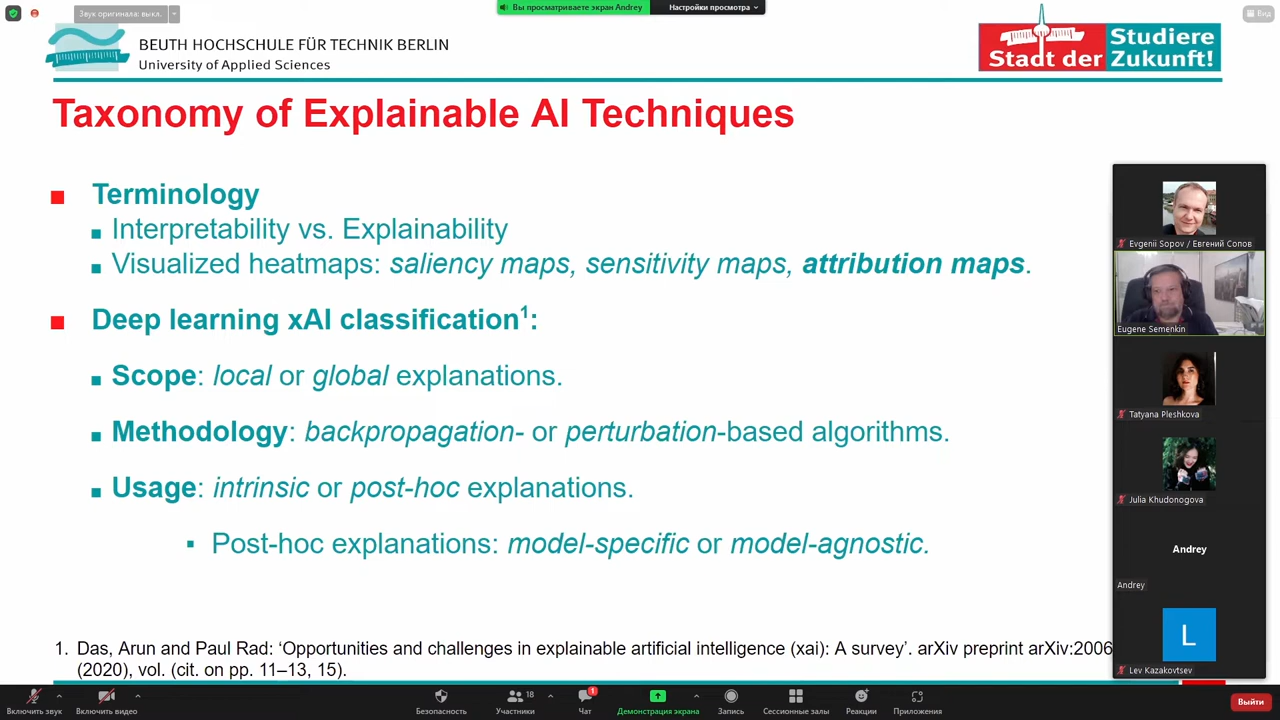 Звук оригинала: выкл.
Вы просматриваете экран Andrey
Настройки просмотра
Вид
BEUTH HOCHSCHULE FÜR TECHNIK BERLIN
University of Applied Sciences
Studiere
Stadt der Zukunft!
Taxonomy of Explainable AI Techniques
Terminology
Interpretability vs. Explainability
Visualized heatmaps: saliency maps, sensitivity maps, attribution maps.
Deep learning xAI classification1:
Scope: local or global explanations.
Methodology: backpropagation- or perturbation-based algorithms.
Usage: intrinsic or post-hoc explanations.
Post-hoc explanations: model-specific or model-agnostic.
1. Das, Arun and Paul Rad: ‘Opportunities and challenges in explainable artificial intelligence (xai): A survey’. arXiv preprint arXiv:2006
(2020), vol. (cit. on pp. 11–13, 15).
Evgenii Sopov / Евгений Сопов
Eugene Semenkin
Tatyana Pleshkova
Julia Khudonogova
Andrey
Andrey
L
Lev Kazakovtsev
Включить звук
Включить видео
Безопасность
18
Участники
1
Чат
Демонстрация экрана
Запись
Сессионные залы
Реакции
Приложения
Выйти